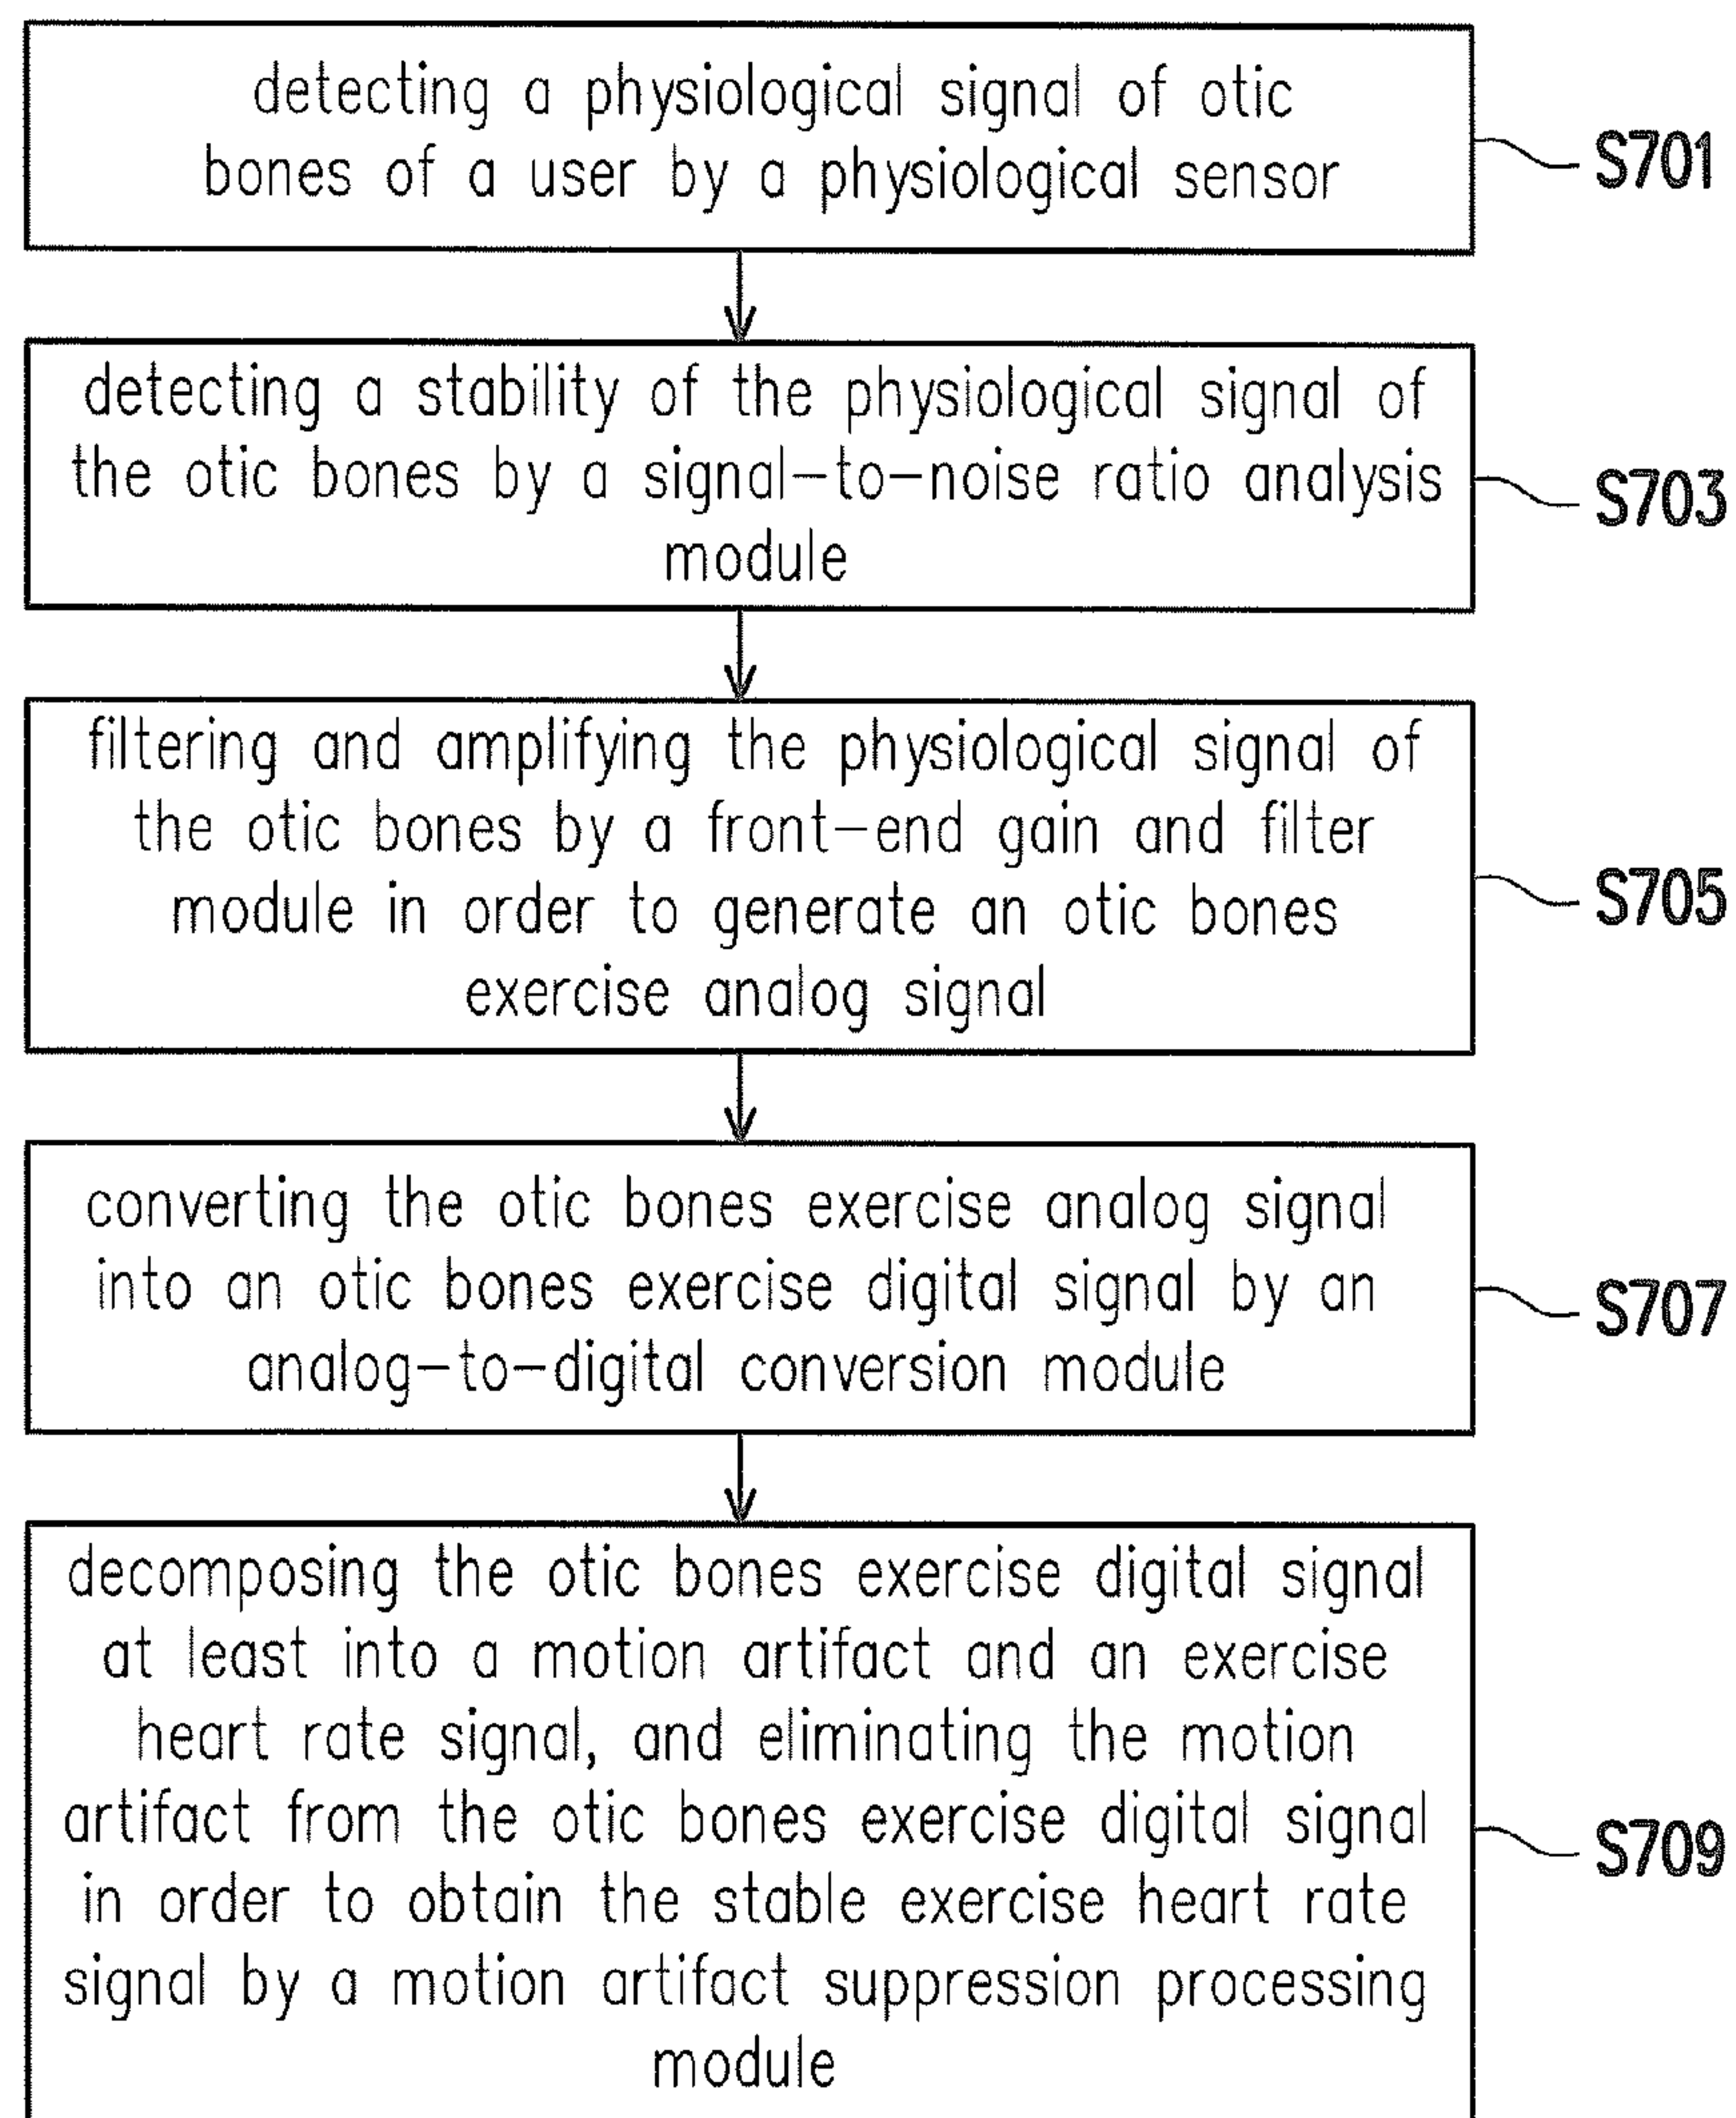 detecting a physiological signal of otic
bones of a user by a physiological sensor
S701
detecting a stability of the physiological signal of
the otic bones by a signal-to-noise ratio analysis
module
S703
filtering and amplifying the physiological signal of
the otic bones by a front-end gain and filter
module in order to generate an otic bones
exercise analog signal
S705
converting the otic bones exercise analog signal
into an otic bones exercise digital signal by an
analog-to-digital conversion module
S707
decomposing the otic bones exercise digital signal
at least into a motion artifact and an exercise
heart rate signal, and eliminating the motion
artifact from the otic bones exercise digital signal
in order to obtain the stable exercise heart rate
signal by a motion artifact suppression processing
module
S709